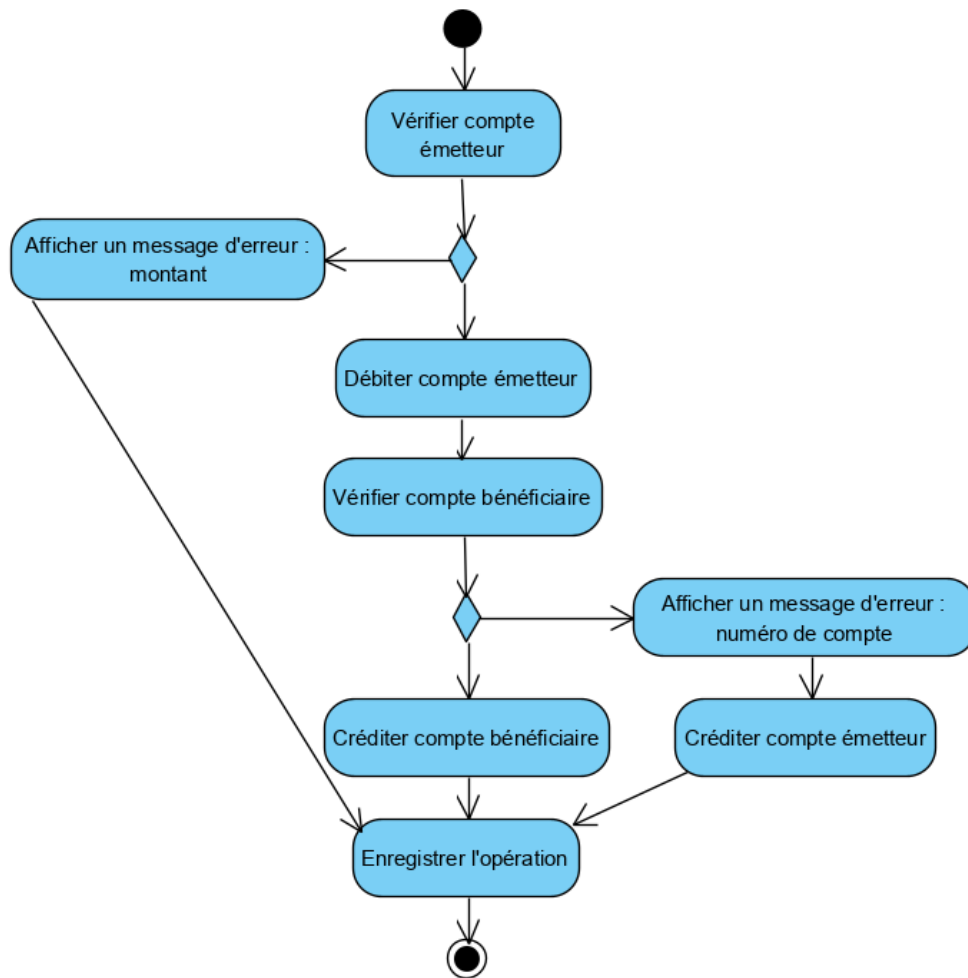 Vérifier compte
émetteur
Afficher un message d'erreur :
montant
Débiter compte émetteur
Vérifier compte bénéficiaire
Afficher un message d'erreur :
numéro de compte
Créditer compte bénéficiaire
Créditer compte émetteur
Enregistrer l'opération